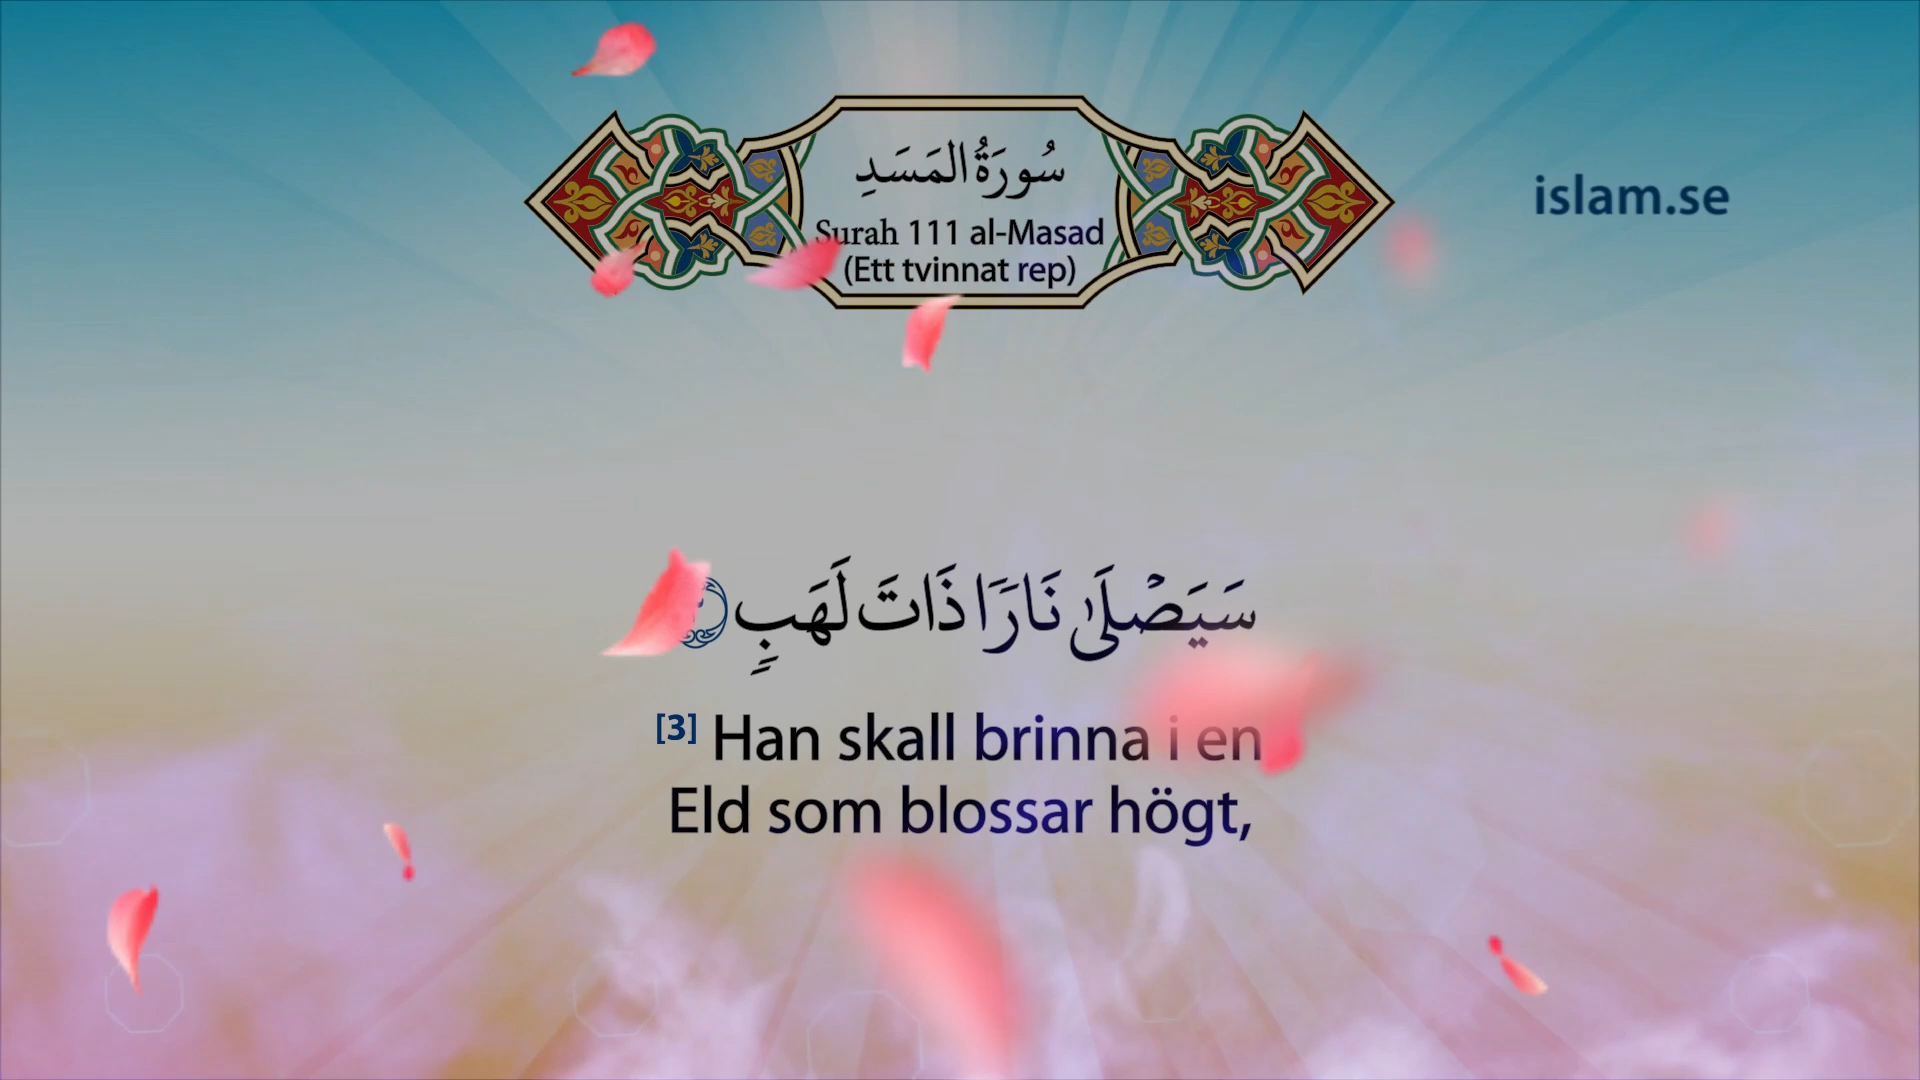 سُورَةُ المَسَدِ
Surah 111 al-Masad
(Ett tvinnat rep)
islam.se
سَيَصْلَىٰ نَارًا ذَاتَ لَهَبٍ
[3] Han skall brinna i en
Eld som blossar högt,